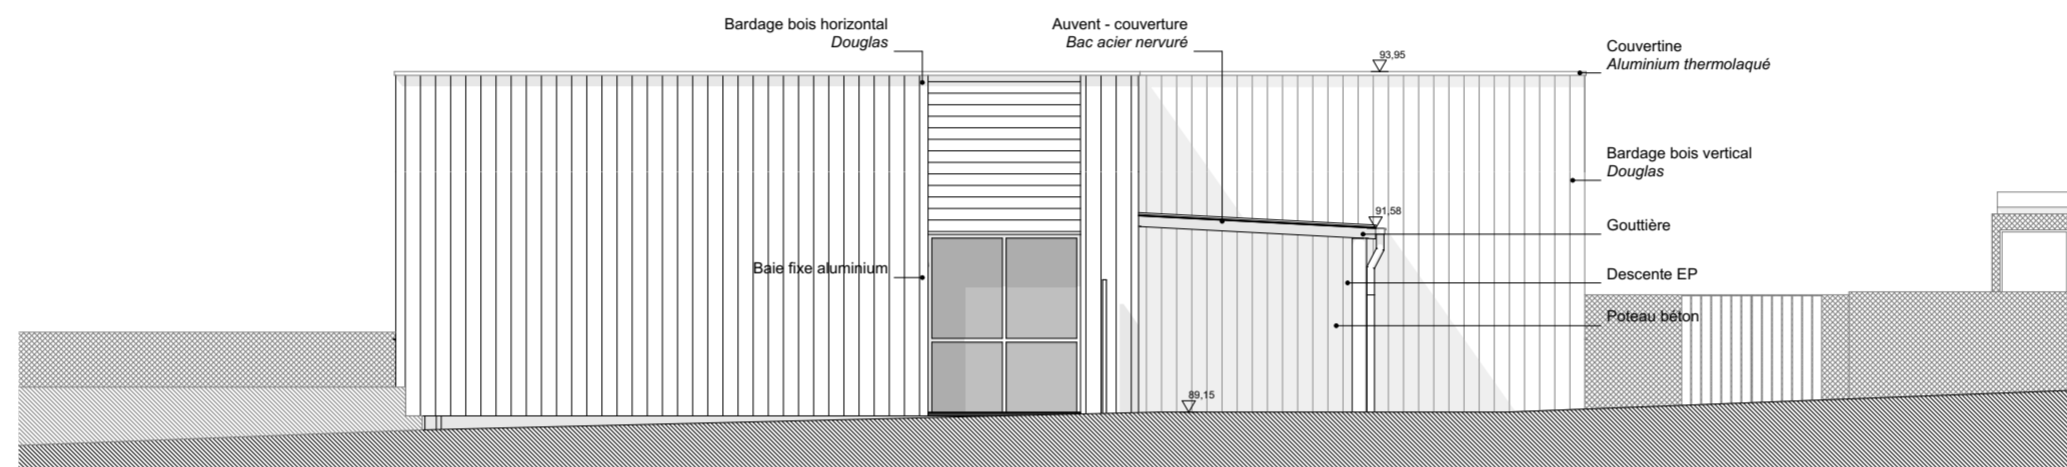 Bardage bois horizontal
Douglas
Auvent - couverture
Bac acier nervuré
93,95
Couvertine
Aluminium thermolaqué
Bardage bois vertical
Douglas
91,58
Gouttière
Baie fixe aluminium
Descente EP
Poteau béton
89,15